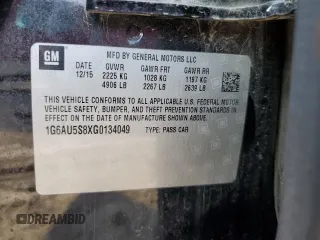 GM
MFD BY GENERAL MOTORS LLC
12/15 GVWR GAWR FRT GAWR RR
2225 KG 1028 KG 1197 KG
4906 LB 2267 LB 2639 LB
THIS VEHICLE CONFORMS TO ALL APPLICABLE U.S. FEDERAL MOTOR
VEHICLE SAFETY, BUMPER, AND THEFT PREVENTION STANDARDS IN
EFFECT ON THE DATE OF MANUFACTURE SHOWN ABOVE.
1G6AU5S8XG0134049 TYPE: PASS CAR
DREAMBID